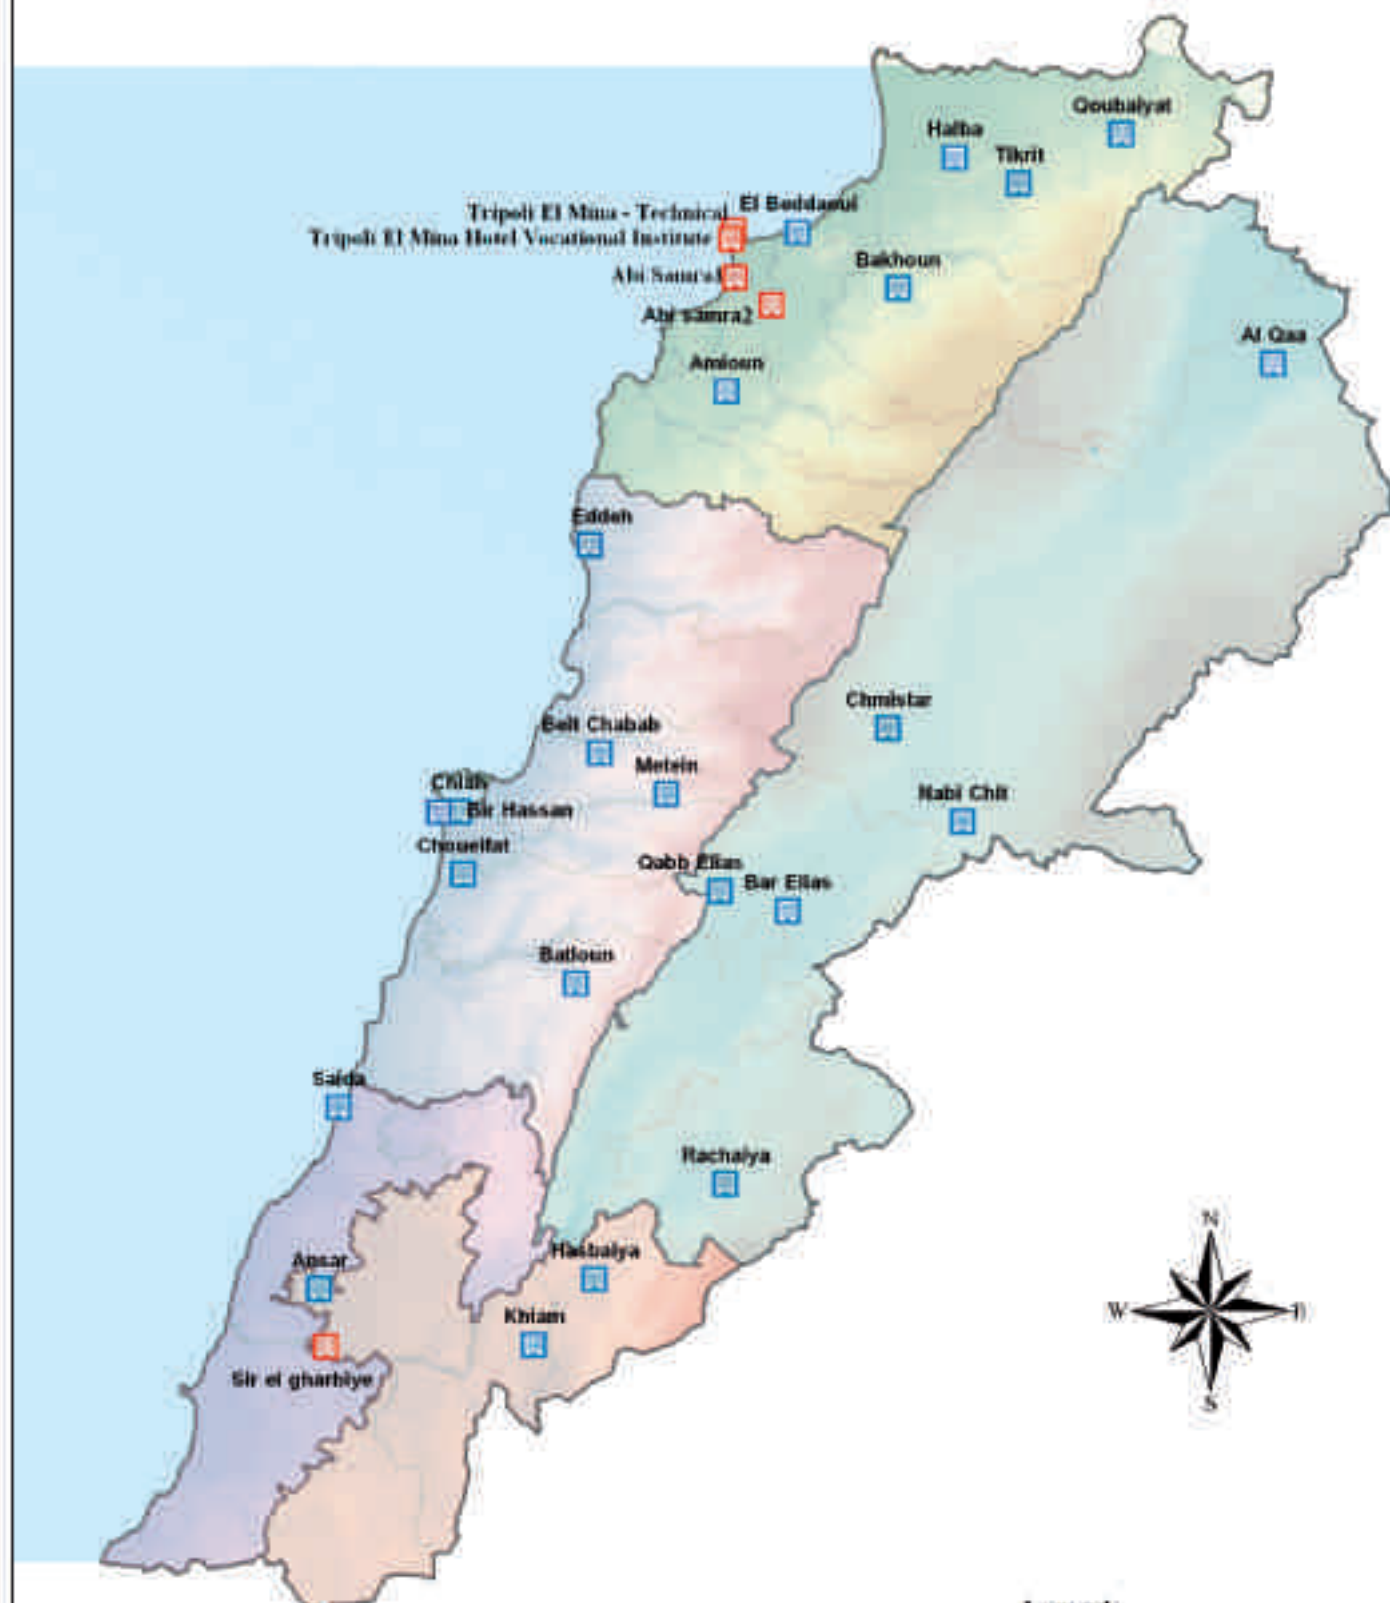 Qoubaiyat
Halba
Tikrit
El Beddaoui
Tripoli El Mina - Technical
Tripoli El Mina Hotel Vocational Institute
Bakhoun
Abi Samra1
Abi samra2
Al Qaa
Amioun
Eddeh
Chmistar
Beit Chabab
Metein
Chiah
Nabi Chit
Bir Hassan
Choueifat
Qabb Elias
Bar Elias
Batloun
Saida
Rachaiya
N
Hasbaiya
Ansar
W
E
Khiam
Sir el gharbiye
S